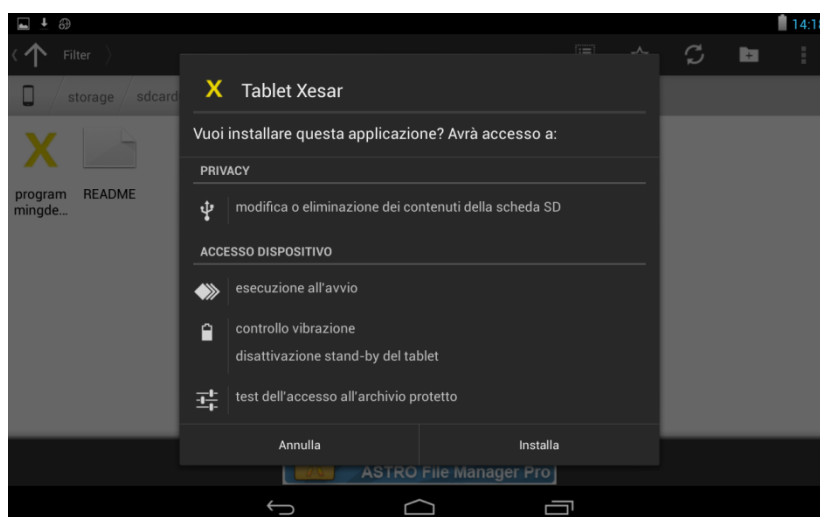 14:18
Filter
storage sdcard
X Tablet Xesar
Vuoi installare questa applicazione? Avrà accesso a:
PRIVACY
modifica o eliminazione dei contenuti della scheda SD
ACCESSO DISPOSITIVO
esecuzione all'avvio
controllo vibrazione
disattivazione stand-by del tablet
test dell'accesso all'archivio protetto
Annulla Installa
X
program
mingde...
README
ASTRO File Manager Pro